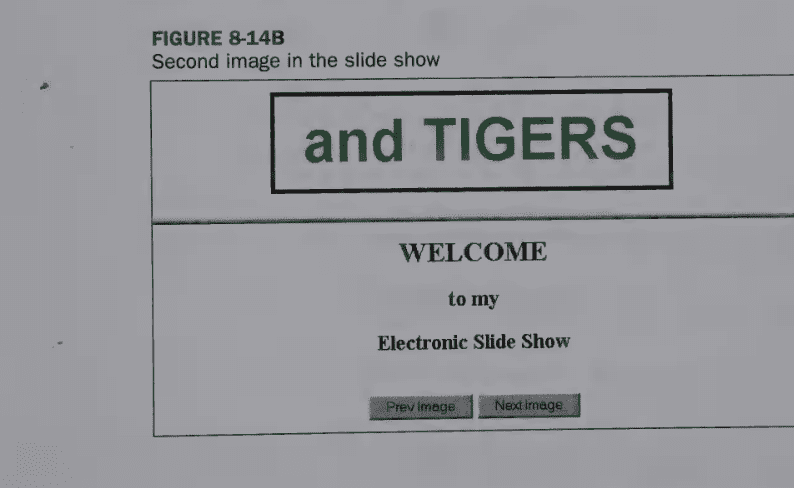 FIGURE 8-14B
Second image in the slide show
and TIGERS
WELCOME
to my
Electronic Slide Show
Prev Image Next Image